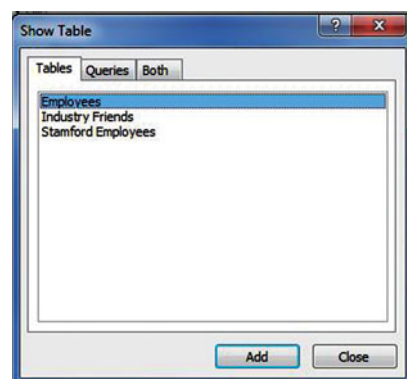 Show Table
Tables Queries Both
Employees
Industry Friends
Stamford Employees
Add Close